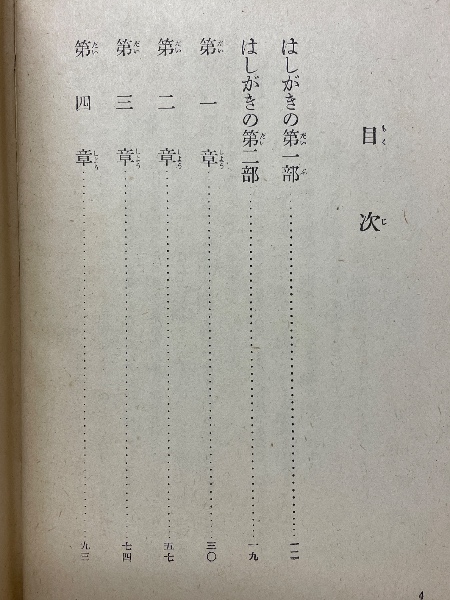 目次
はしがきの第一部……一二
はしがきの第二部……一九
第一章……三〇
第二章……五七
第三章……七四
第四章……九三
4